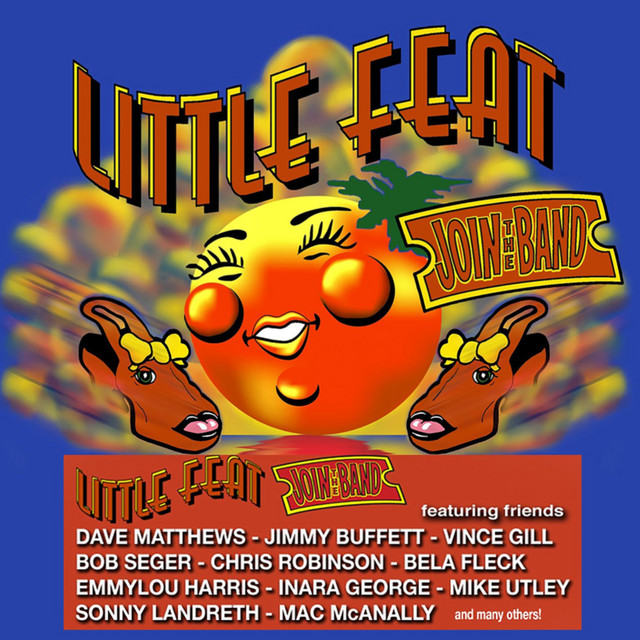 LITTLE FEAT
JOIN THE BAND
LITTLE FEAT JOIN THE BAND
featuring friends
DAVE MATTHEWS - JIMMY BUFFETT - VINCE GILL
BOB SEGER - CHRIS ROBINSON - BELA FLECK
EMMYLOU HARRIS - INARA GEORGE - MIKE UTLEY
SONNY LANDRETH - MAC McANALLY and many others!